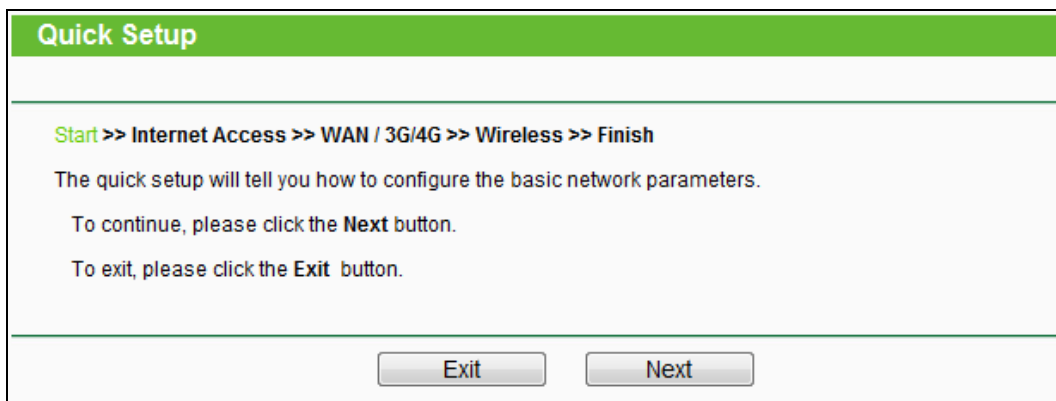 Quick Setup
Start >> Internet Access >> WAN / 3G/4G >> Wireless >> Finish
The quick setup will tell you how to configure the basic network parameters.
To continue, please click the Next button.
To exit, please click the Exit button.
Exit Next